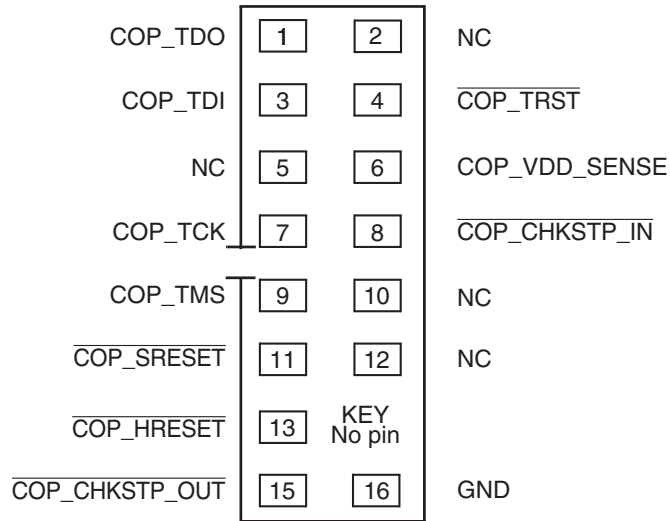 COP_TDO 1 2 NC
COP_TDI 3 4 COP_TRST
NC 5 6 COP_VDD_SENSE
COP_TCK 7 8 COP_CHKSTP_IN
COP_TMS 9 10 NC
COP_SRESET 11 12 NC
COP_HRESET 13 KEY
No pin
COP_CHKSTP_OUT 15 16 GND